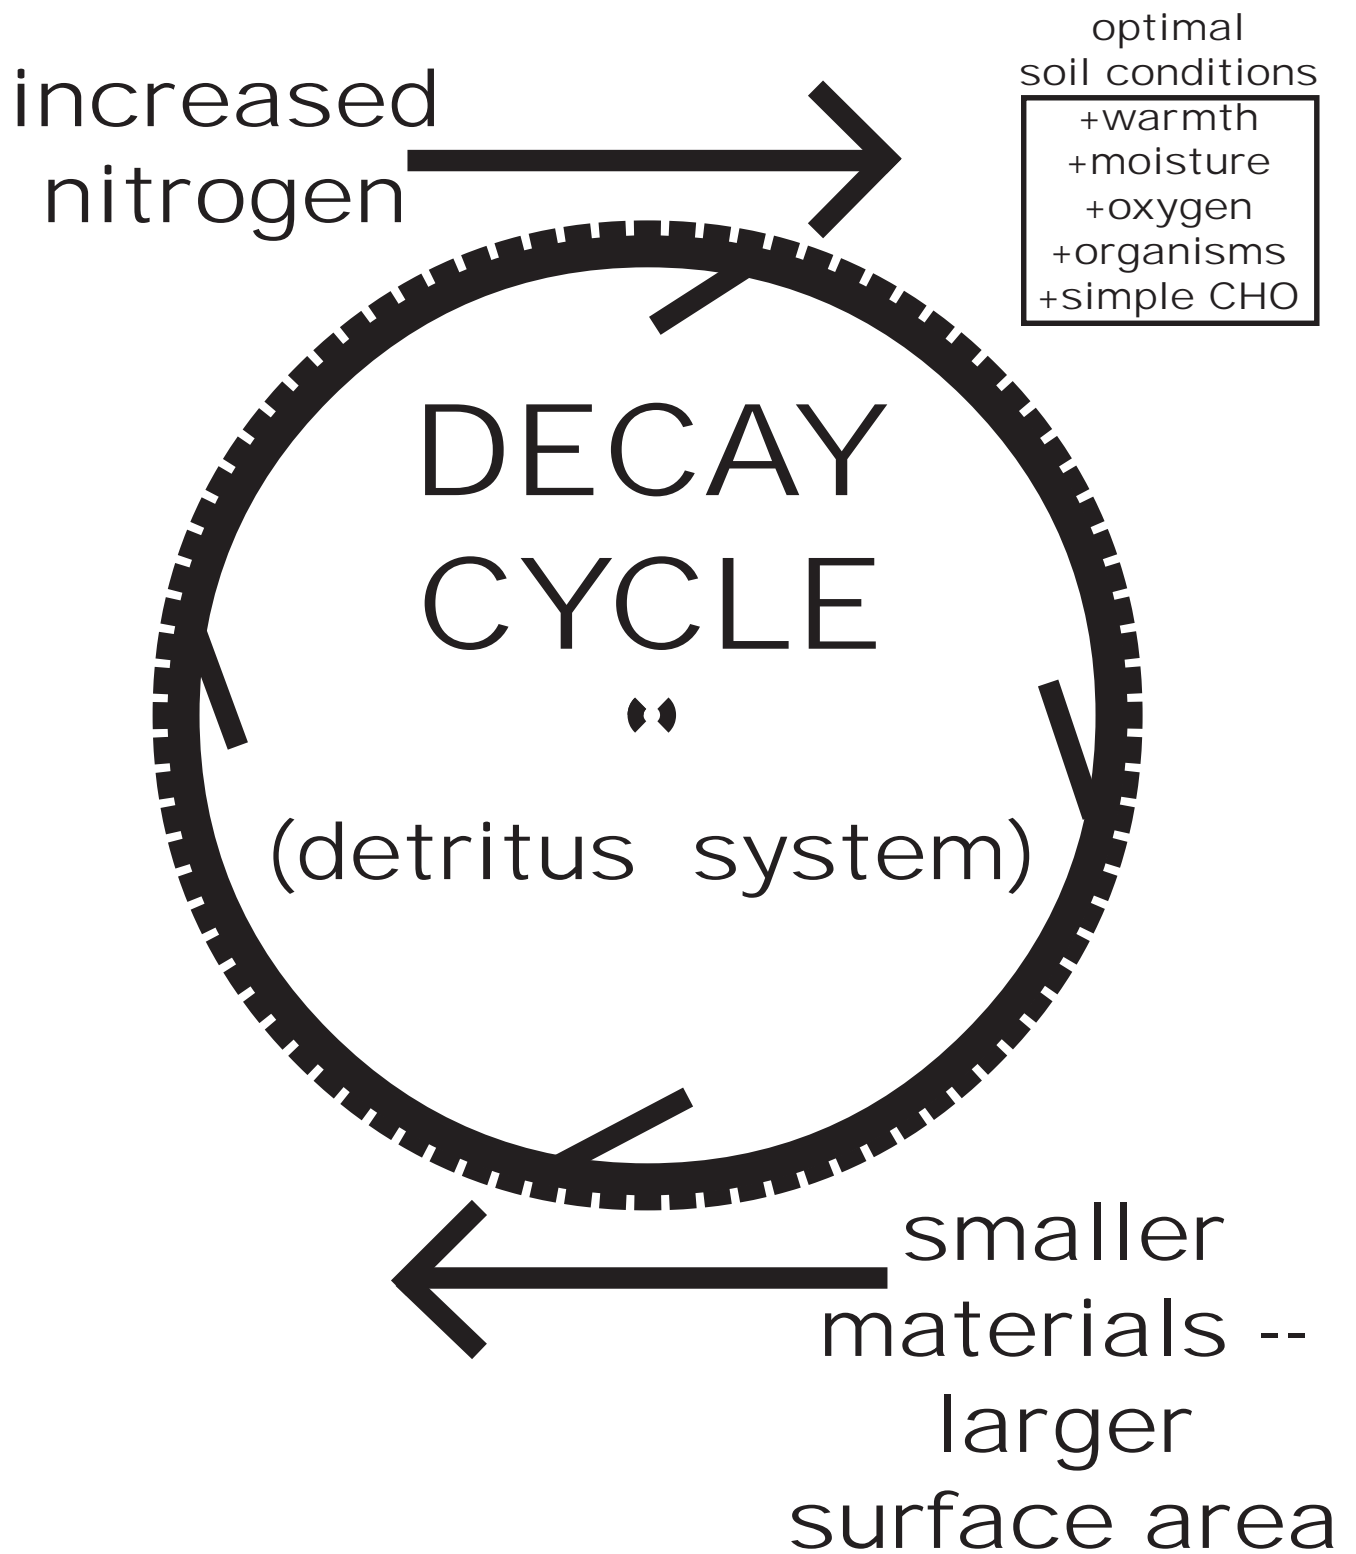 increased
nitrogen
optimal
soil conditions
+warmth
+moisture
+oxygen
+organisms
+simple CHO
DECAY
CYCLE
(detritus system)
smaller
materials --
larger
surface area